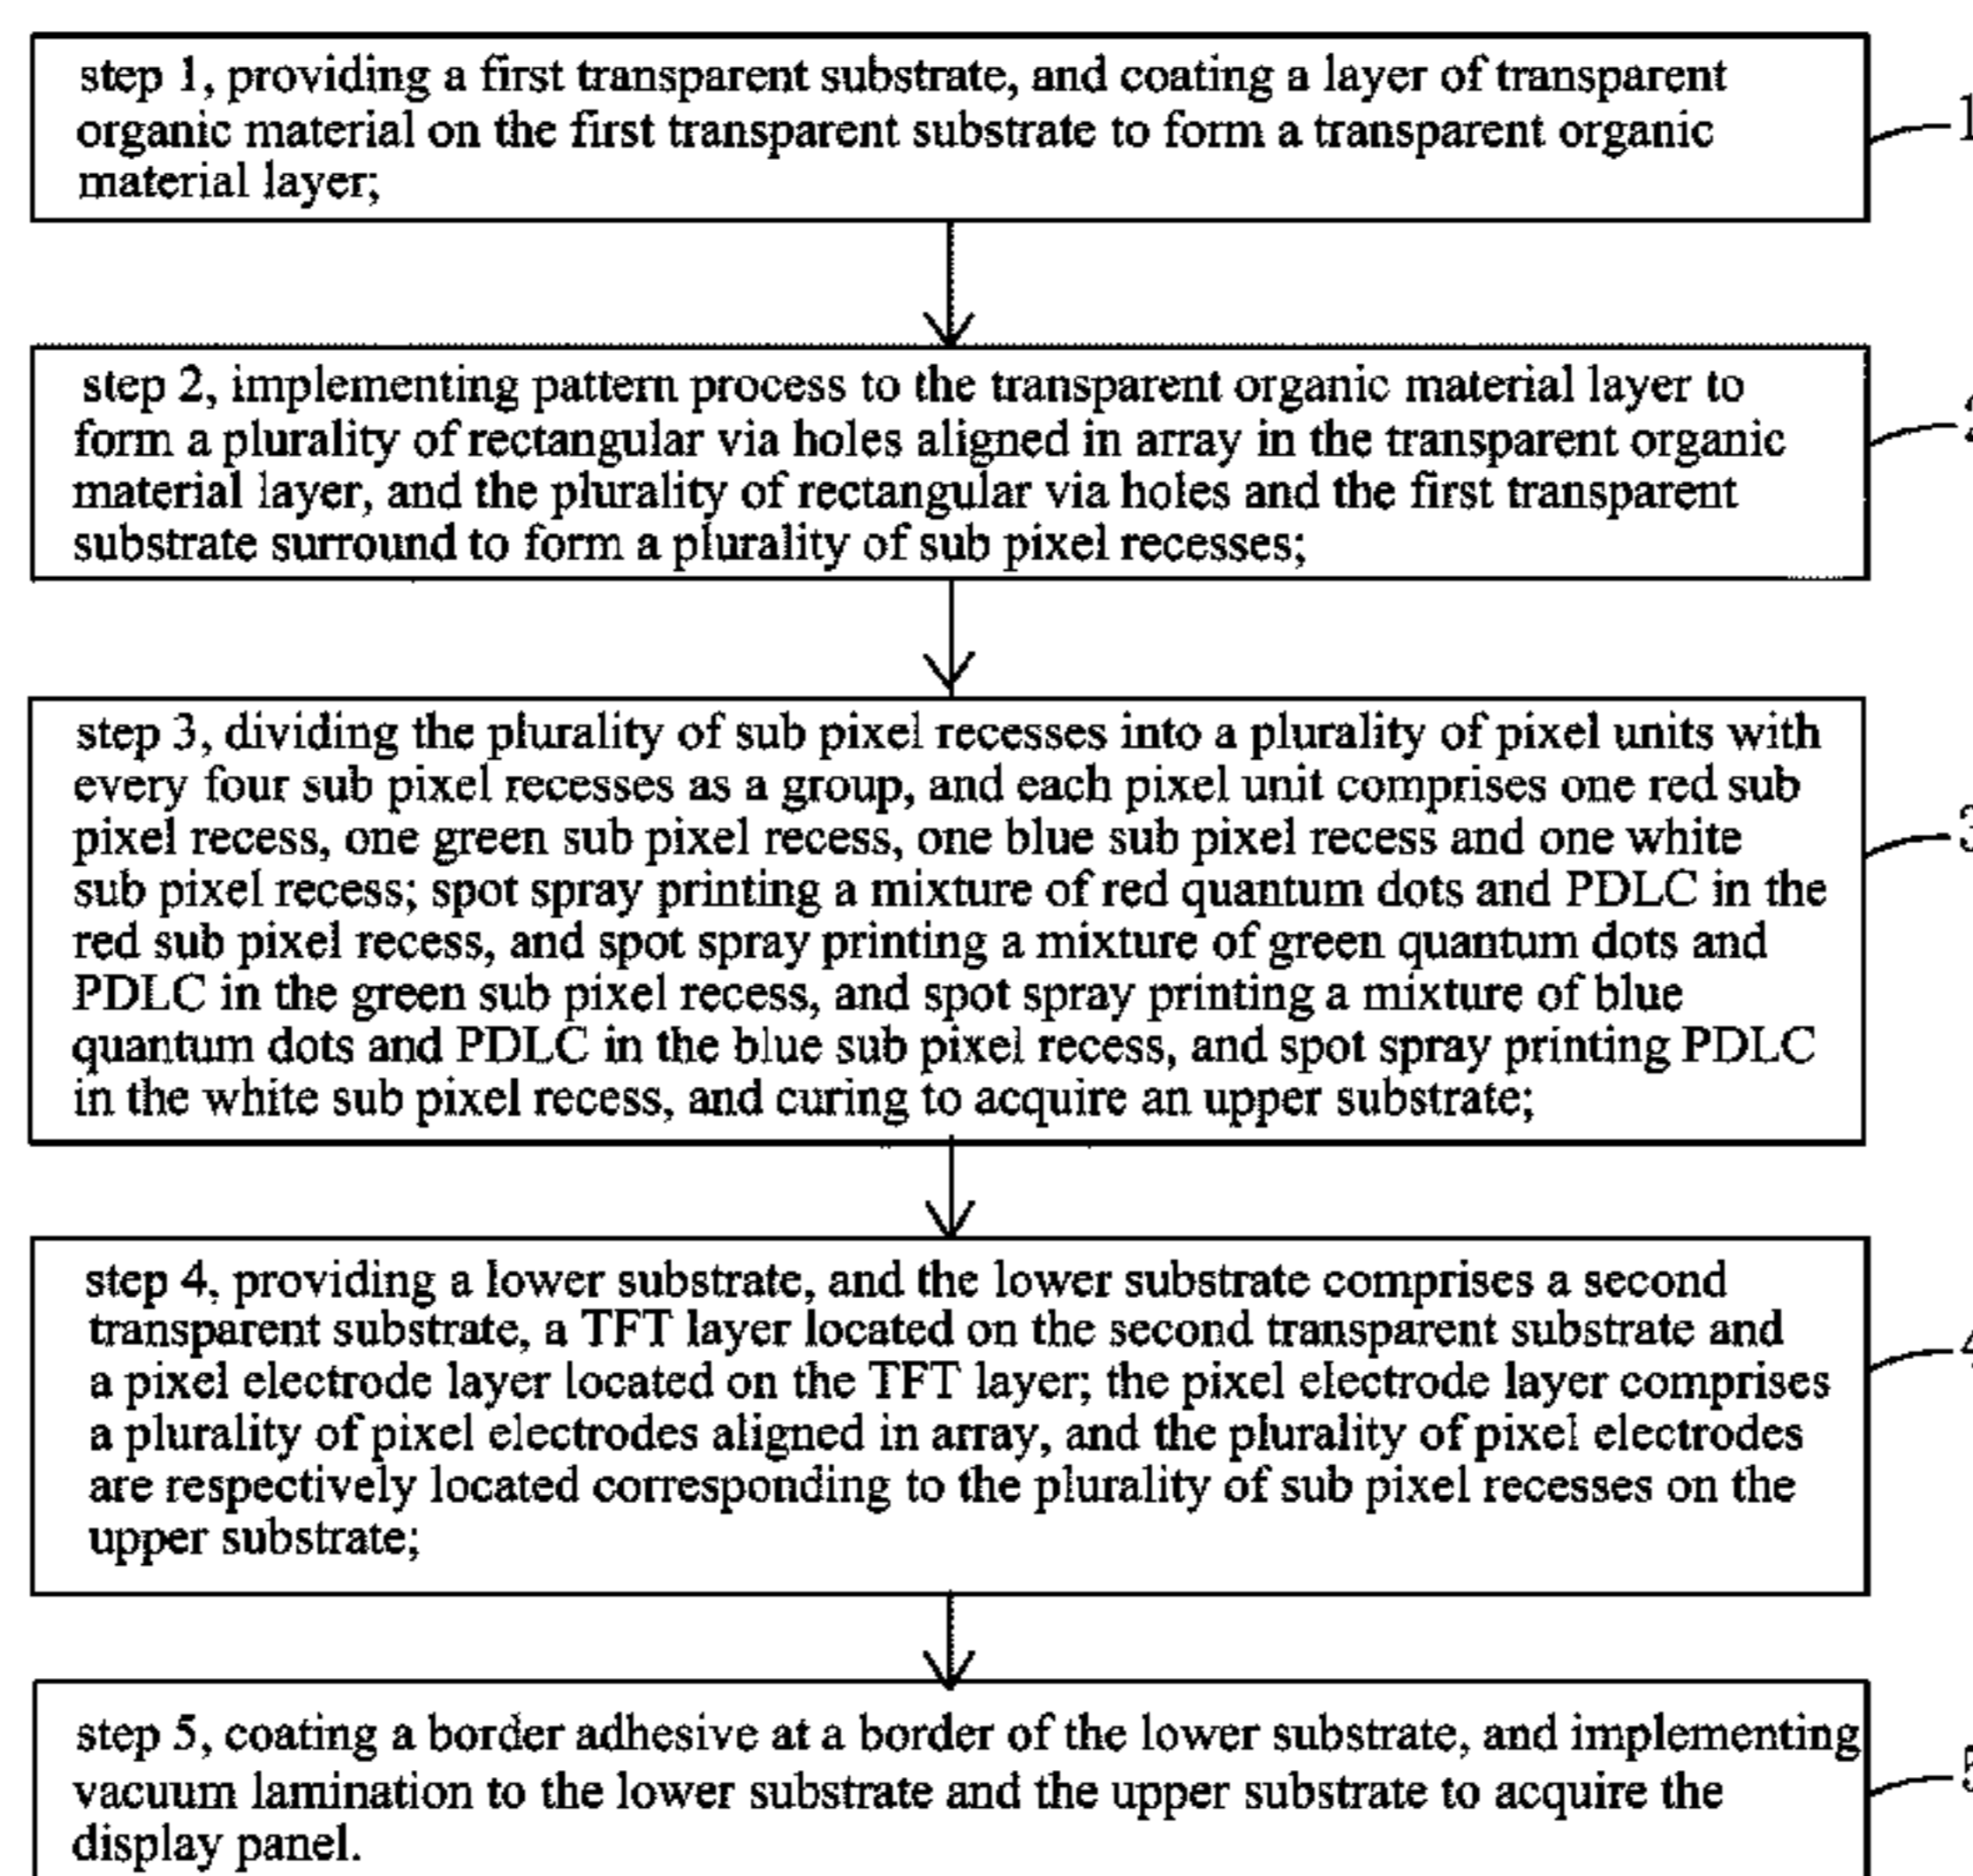 step 1, providing a first transparent substrate, and coating a layer of transparent
organic material on the first transparent substrate to form a transparent organic
material layer;
1
step 2, implementing pattern process to the transparent organic material layer to
form a plurality of rectangular via holes aligned in array in the transparent organic
material layer, and the plurality of rectangular via holes and the first transparent
substrate surround to form a plurality of sub pixel recesses;
2
step 3, dividing the plurality of sub pixel recesses into a plurality of pixel units with
every four sub pixel recesses as a group, and each pixel unit comprises one red sub
pixel recess, one green sub pixel recess, one blue sub pixel recess and one white
sub pixel recess; spot spray printing a mixture of red quantum dots and PDLC in the
red sub pixel recess, and spot spray printing a mixture of green quantum dots and
PDLC in the green sub pixel recess, and spot spray printing a mixture of blue
quantum dots and PDLC in the blue sub pixel recess, and spot spray printing PDLC
in the white sub pixel recess, and curing to acquire an upper substrate;
3
step 4, providing a lower substrate, and the lower substrate comprises a second
transparent substrate, a TFT layer located on the second transparent substrate and
a pixel electrode layer located on the TFT layer; the pixel electrode layer comprises
a plurality of pixel electrodes aligned in array, and the plurality of pixel electrodes
are respectively located corresponding to the plurality of sub pixel recesses on the
upper substrate;
4
step 5, coating a border adhesive at a border of the lower substrate, and implementing
vacuum lamination to the lower substrate and the upper substrate to acquire the
display panel.
5